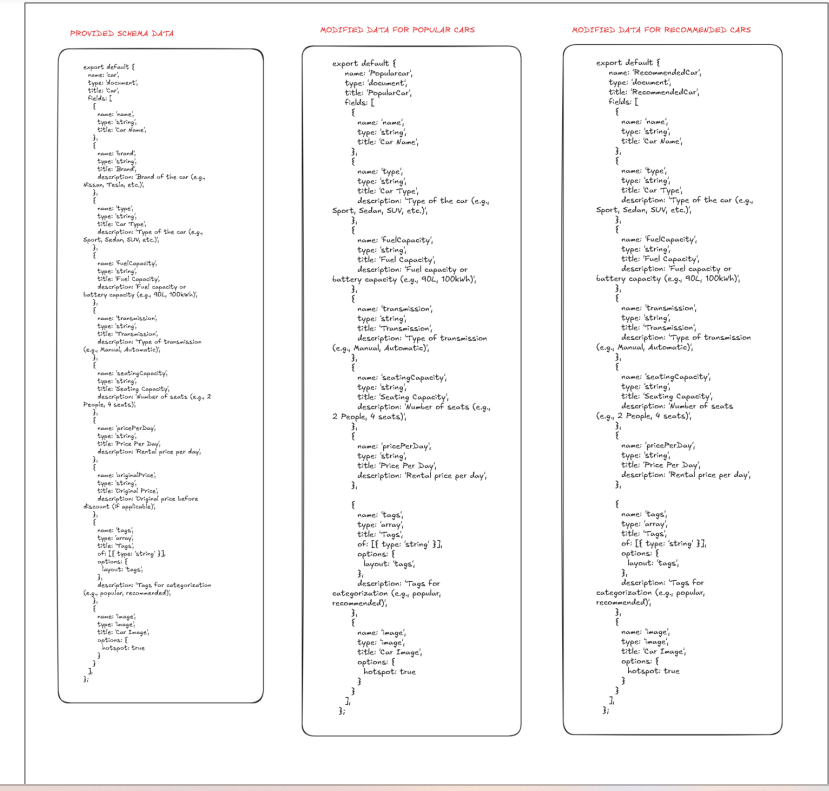 PROVIDED SCHEMA DATA
export default {
name: 'car',
type: 'document',
title: 'Car',
fields: [
{
name: 'name',
type: 'string',
title: 'Car Name',
},
{
name: 'brand',
type: 'string',
title: 'Brand',
description: 'Brand of the car (e.g.,
Nissan, Tesla, etc.)',
},
{
name: 'type',
type: 'string',
title: 'Car Type',
description: 'Type of the car (e.g.,
Sport, Sedan, SUV, etc.)',
},
{
name: 'fuelCapacity',
type: 'string',
title: 'Fuel Capacity',
description: 'Fuel capacity or
battery capacity (e.g., 90L, 100kWh)',
},
{
name: 'transmission',
type: 'string',
title: 'Transmission',
description: 'Type of transmission
(e.g., Manual, Automatic)',
},
{
name: 'seatingCapacity',
type: 'string',
title: 'Seating Capacity',
description: 'Number of seats (e.g., 2
People, 4 seats)',
},
{
name: 'pricePerDay',
type: 'string',
title: 'Price Per Day',
description: 'Rental price per day',
},
{
name: 'originalPrice',
type: 'string',
title: 'Original Price',
description: 'Original price before
discount (if applicable)',
},
{
name: 'tags',
type: 'array',
title: 'Tags',
of: [{ type: 'string' }],
options: {
layout: 'tags',
},
description: 'Tags for categorization
(e.g., popular, recommended)',
},
{
name: 'image',
type: 'image',
title: 'Car Image',
options: {
hotspot: true
}
}
],
};
MODIFIED DATA FOR POPULAR CARS
export default {
name: 'Popularcar',
type: 'document',
title: 'PopularCar',
fields: [
{
name: 'name',
type: 'string',
title: 'Car Name',
},
{
name: 'type',
type: 'string',
title: 'Car Type',
description: 'Type of the car (e.g.,
Sport, Sedan, SUV, etc.)',
},
{
name: 'fuelCapacity',
type: 'string',
title: 'Fuel Capacity',
description: 'Fuel capacity or
battery capacity (e.g., 90L, 100kWh)',
},
{
name: 'transmission',
type: 'string',
title: 'Transmission',
description: 'Type of transmission
(e.g., Manual, Automatic)',
},
{
name: 'seatingCapacity',
type: 'string',
title: 'Seating Capacity',
description: 'Number of seats (e.g.,
2 People, 4 seats)',
},
{
name: 'pricePerDay',
type: 'string',
title: 'Price Per Day',
description: 'Rental price per day',
},
{
name: 'tags',
type: 'array',
title: 'Tags',
of: [{ type: 'string' }],
options: {
layout: 'tags',
},
description: 'Tags for
categorization (e.g., popular,
recommended)',
},
{
name: 'image',
type: 'image',
title: 'Car Image',
options: {
hotspot: true
}
}
],
};
MODIFIED DATA FOR RECOMMENDED CARS
export default {
name: 'RecommendedCar',
type: 'document',
title: 'RecommendedCar',
fields: [
{
name: 'name',
type: 'string',
title: 'Car Name',
},
{
name: 'type',
type: 'string',
title: 'Car Type',
description: 'Type of the car (e.g.,
Sport, Sedan, SUV, etc.)',
},
{
name: 'fuelCapacity',
type: 'string',
title: 'Fuel Capacity',
description: 'Fuel capacity or
battery capacity (e.g., 90L, 100kWh)',
},
{
name: 'transmission',
type: 'string',
title: 'Transmission',
description: 'Type of transmission
(e.g., Manual, Automatic)',
},
{
name: 'seatingCapacity',
type: 'string',
title: 'Seating Capacity',
description: 'Number of seats
(e.g., 2 People, 4 seats)',
},
{
name: 'pricePerDay',
type: 'string',
title: 'Price Per Day',
description: 'Rental price per day',
},
{
name: 'tags',
type: 'array',
title: 'Tags',
of: [{ type: 'string' }],
options: {
layout: 'tags',
},
description: 'Tags for
categorization (e.g., popular,
recommended)',
},
{
name: 'image',
type: 'image',
title: 'Car Image',
options: {
hotspot: true
}
}
],
};